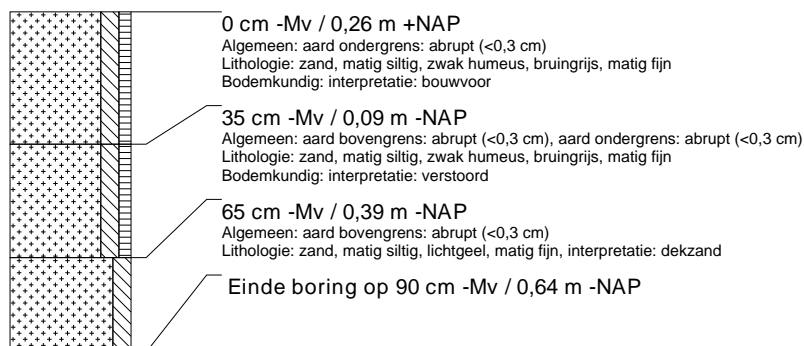 0 cm -Mv / 0,26 m +NAP
Algemeen: aard ondergrens: abrupt (<0,3 cm)
Lithologie: zand, matig siltig, zwak humeus, bruingrijs, matig fijn
Bodemkundig: interpretatie: bouwvoor
35 cm -Mv / 0,09 m -NAP
Algemeen: aard bovengrens: abrupt (<0,3 cm), aard ondergrens: abrupt (<0,3 cm)
Lithologie: zand, matig siltig, zwak humeus, bruingrijs, matig fijn
Bodemkundig: interpretatie: verstoord
65 cm -Mv / 0,39 m -NAP
Algemeen: aard bovengrens: abrupt (<0,3 cm)
Lithologie: zand, matig siltig, lichtgeel, matig fijn, interpretatie: dekzand
Einde boring op 90 cm -Mv / 0,64 m -NAP